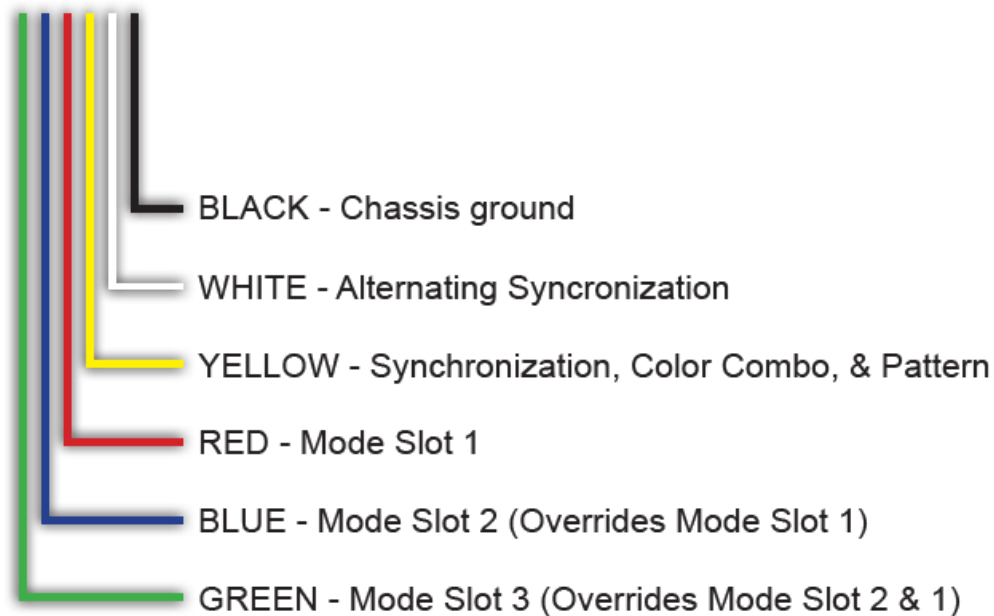 BLACK - Chassis ground
WHITE - Alternating Syncronization
YELLOW - Synchronization, Color Combo, & Pattern
RED - Mode Slot 1
BLUE - Mode Slot 2 (Overrides Mode Slot 1)
GREEN - Mode Slot 3 (Overrides Mode Slot 2 & 1)